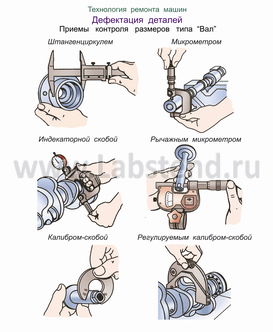 Технология ремонта машин
Дефектация деталей
Приемы контроля размеров типа "Вал"
Штангенциркулем
Микрометром
Индикаторной скобой
Рычажным микрометром
www.Labstand.ru
Калибром-скобой
Регулируемым калибром-скобой